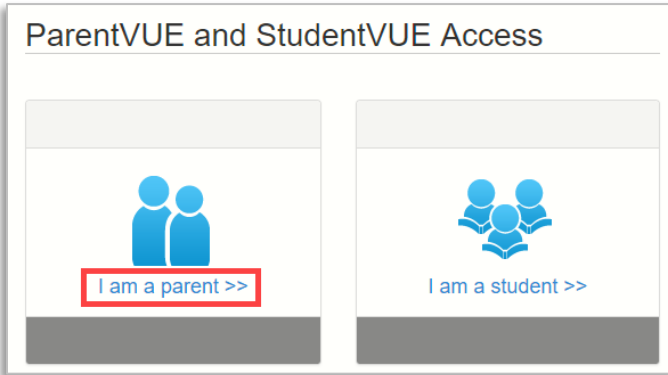 ParentVUE and StudentVUE Access
I am a parent >>
I am a student >>